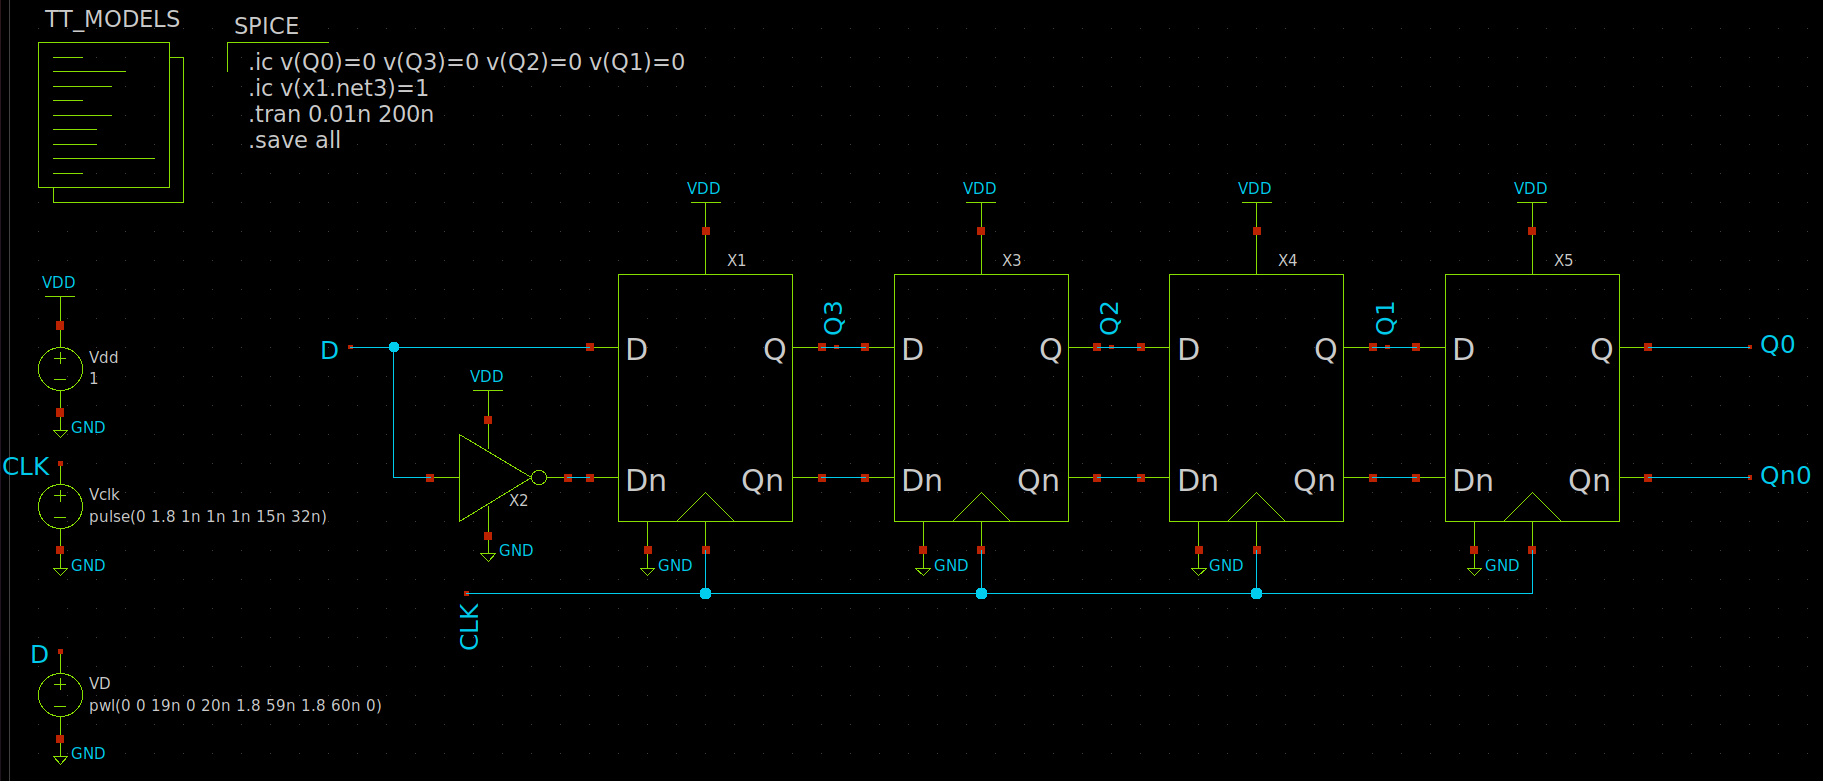 TT_MODELS
SPICE
.ic v(Q0)=0 v(Q3)=0 v(Q2)=0 v(Q1)=0
.ic v(x1.net3)=1
.tran 0.01n 200n
.save all
VDD
VDD
VDD
VDD
X1
X3
X4
X5
VDD
Vdd
1
GND
CLK
Vclk
pulse(0 1.8 1n 1n 1n 15n 32n)
GND
D
VD
pwl(0 0 19n 0 20n 1.8 59n 1.8 60n 0)
GND
D
VDD
X2
GND
D
Q
Dn
Qn
GND
Q3
D
Q
Dn
Qn
GND
Q2
D
Q
Dn
Qn
GND
Q1
D
Q
Dn
Qn
GND
Q0
Qn0
CLK